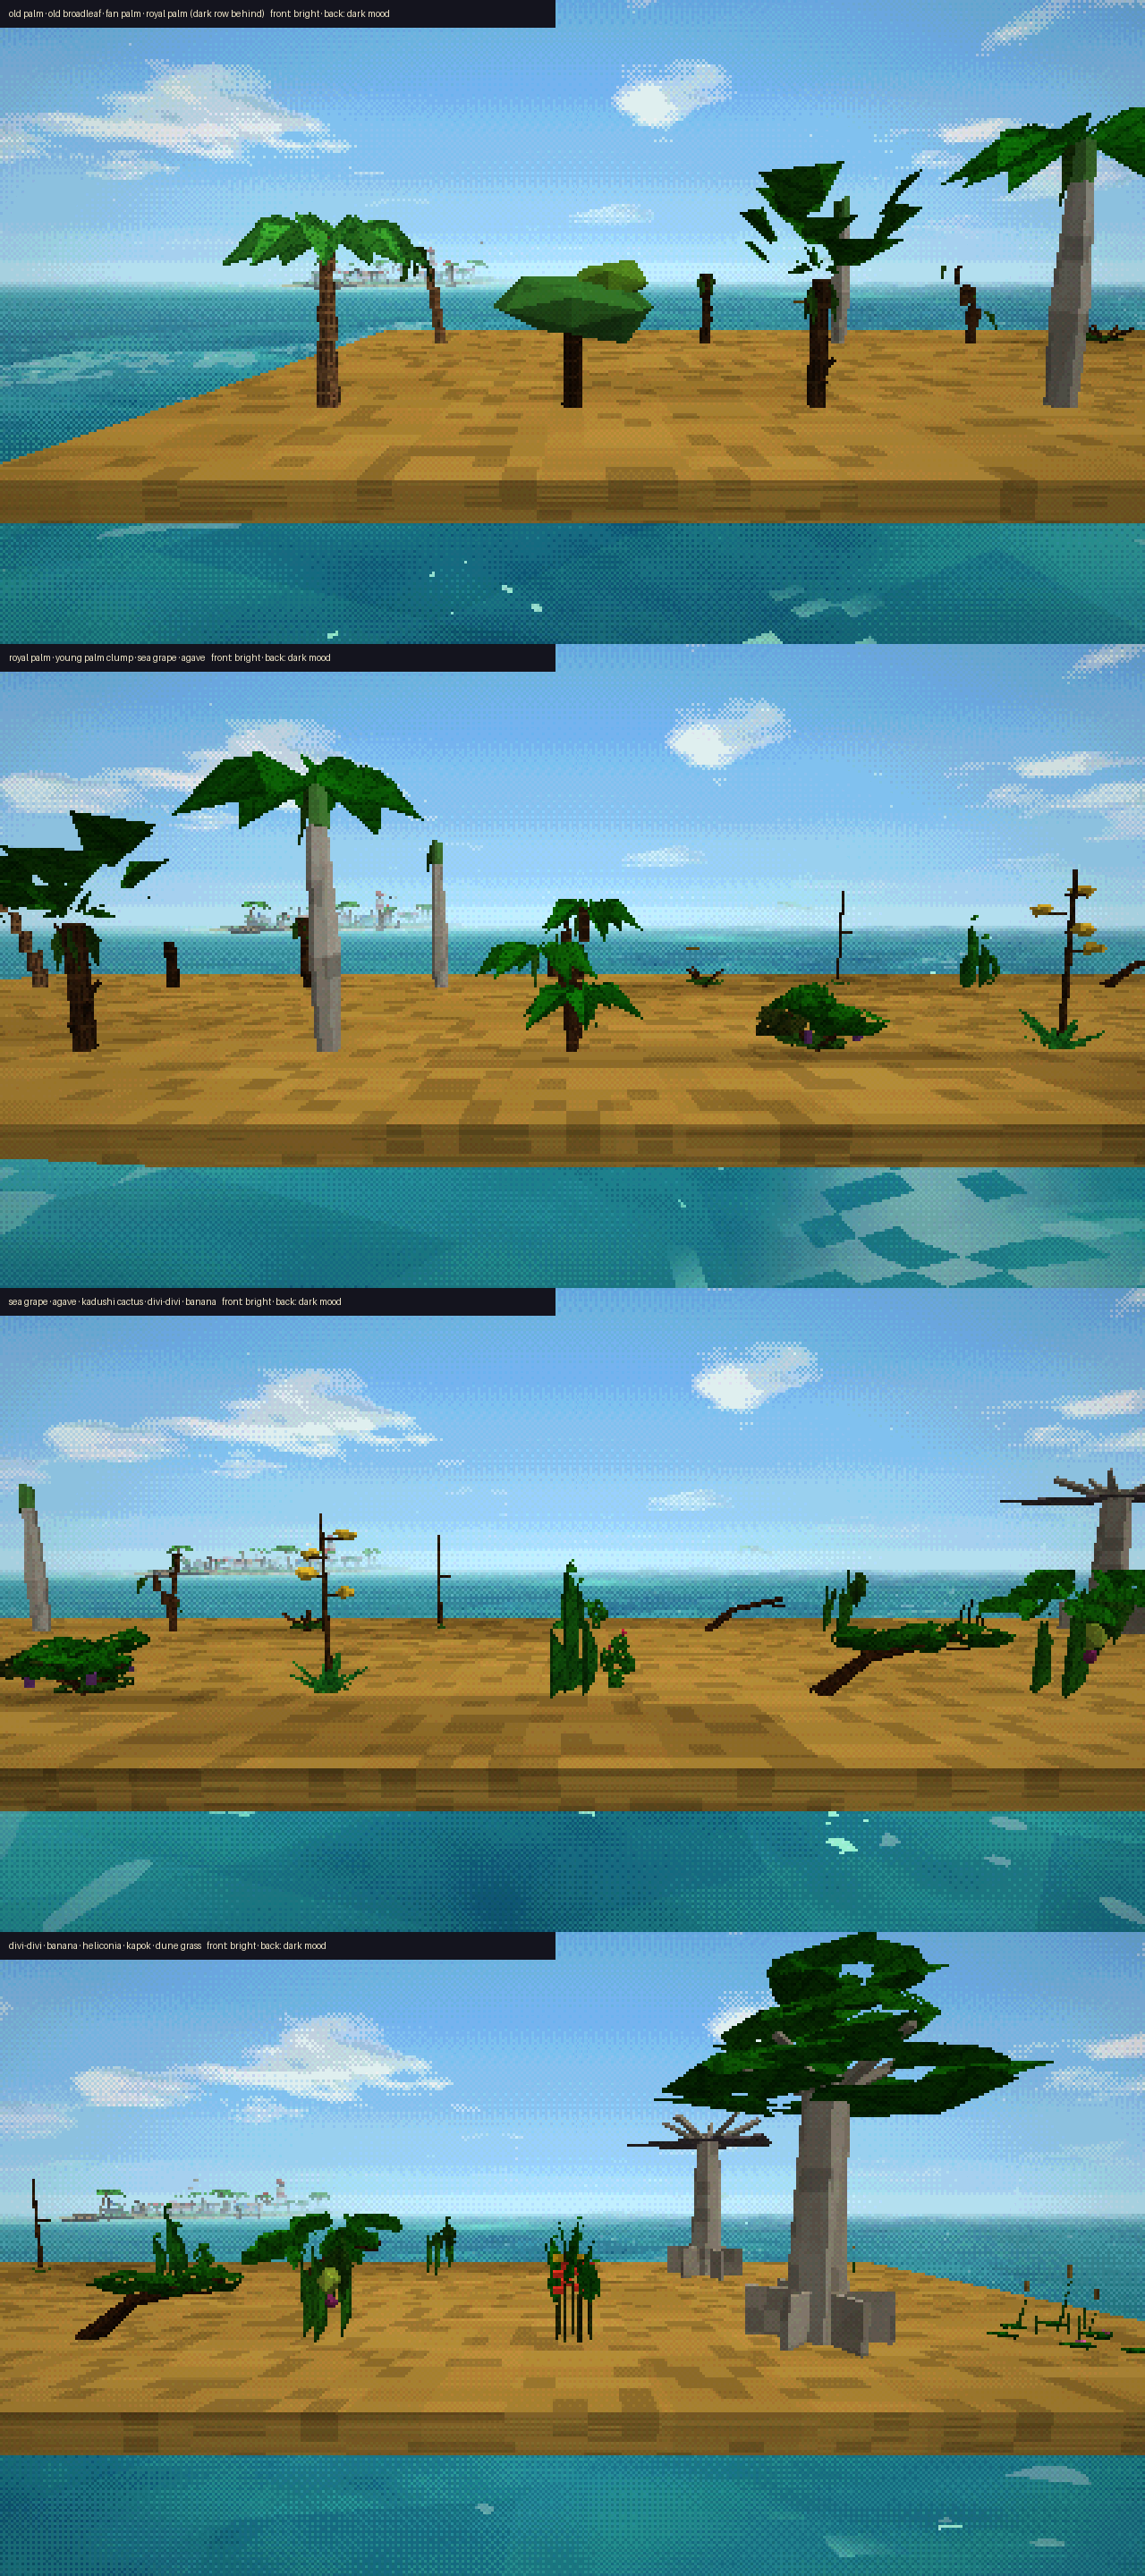 old palm · old broadleaf · fan palm · royal palm (dark row behind)  front: bright · back: dark mood
royal palm · young palm clump · sea grape · agave  front: bright · back: dark mood
sea grape · agave · kadushi cactus · divi-divi · banana  front: bright · back: dark mood
divi-divi · banana · heliconia · kapok · dune grass  front: bright · back: dark mood